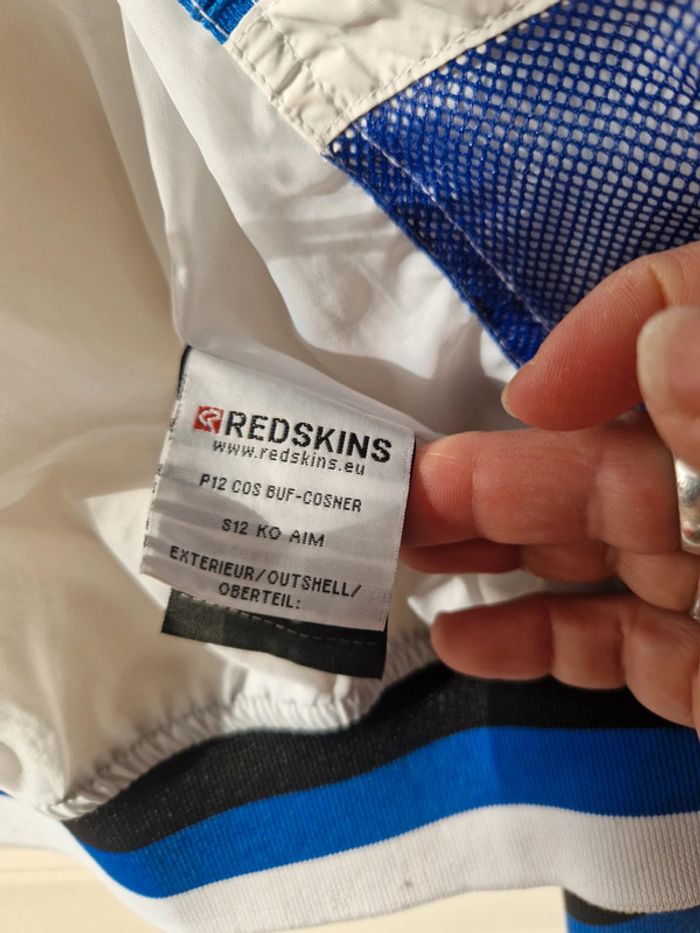 REDSKINS
www.redskins.eu
P12 COS BUF-COSNER
S12 KO AIM
EXTERIEUR/OUTSHELL/
OBERTEIL: